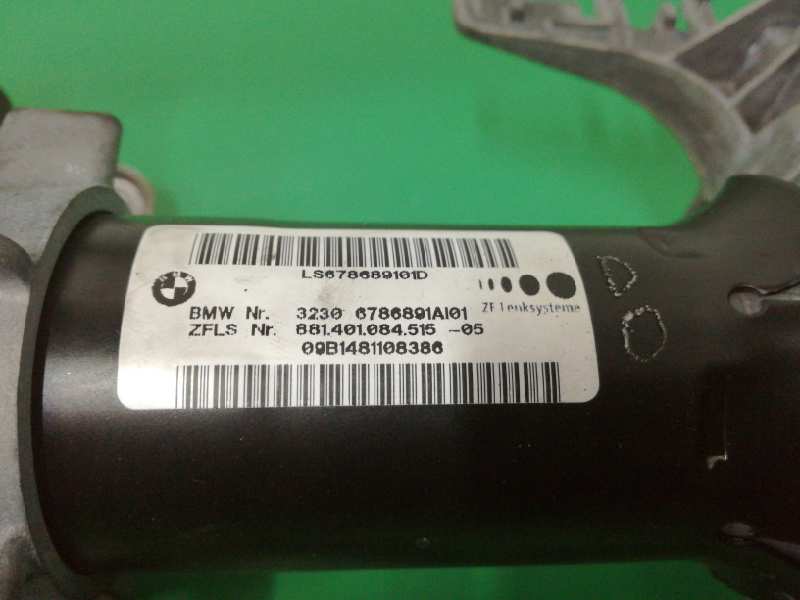 LS678689101D
BMW Nr. 3230 6786891AI01
ZF Lenksysteme
ZFLS Nr. 881.401.084.515 -05
09B1481108386
D